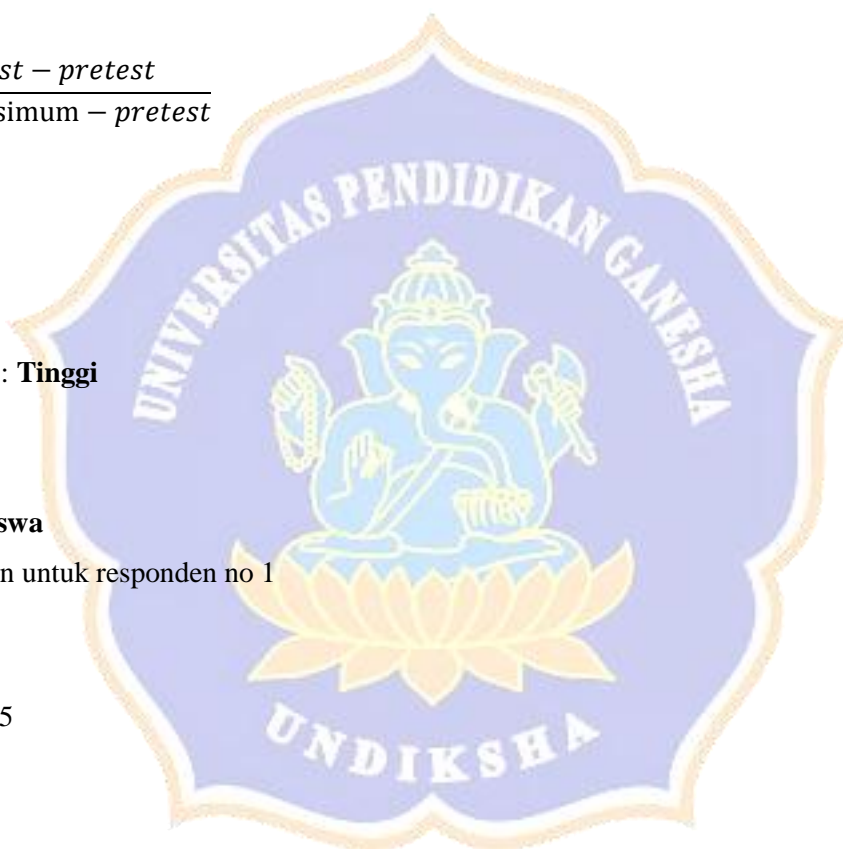 st – pretest
simum – pretest
UNIVERSITAS PENDIDIKAN GANESHA
: Tinggi
swa
n untuk responden no 1
5
UNDIKSHA